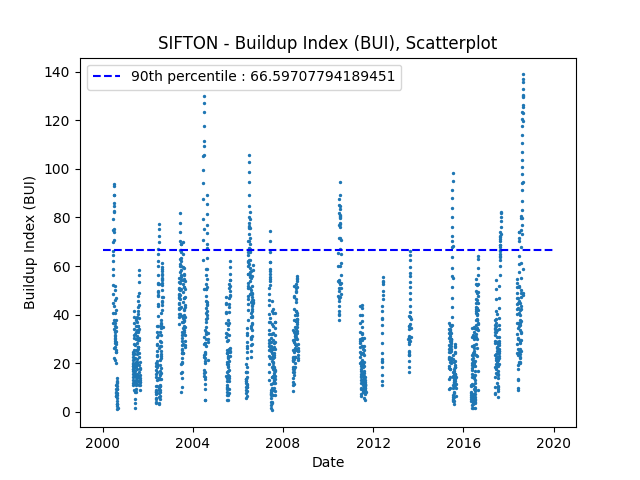 SIFTON - Buildup Index (BUI), Scatterplot
90th percentile : 66.59707794189451
Buildup Index (BUI)
140
120
100
80
60
40
20
0
2000 2004 2008 2012 2016 2020
Date